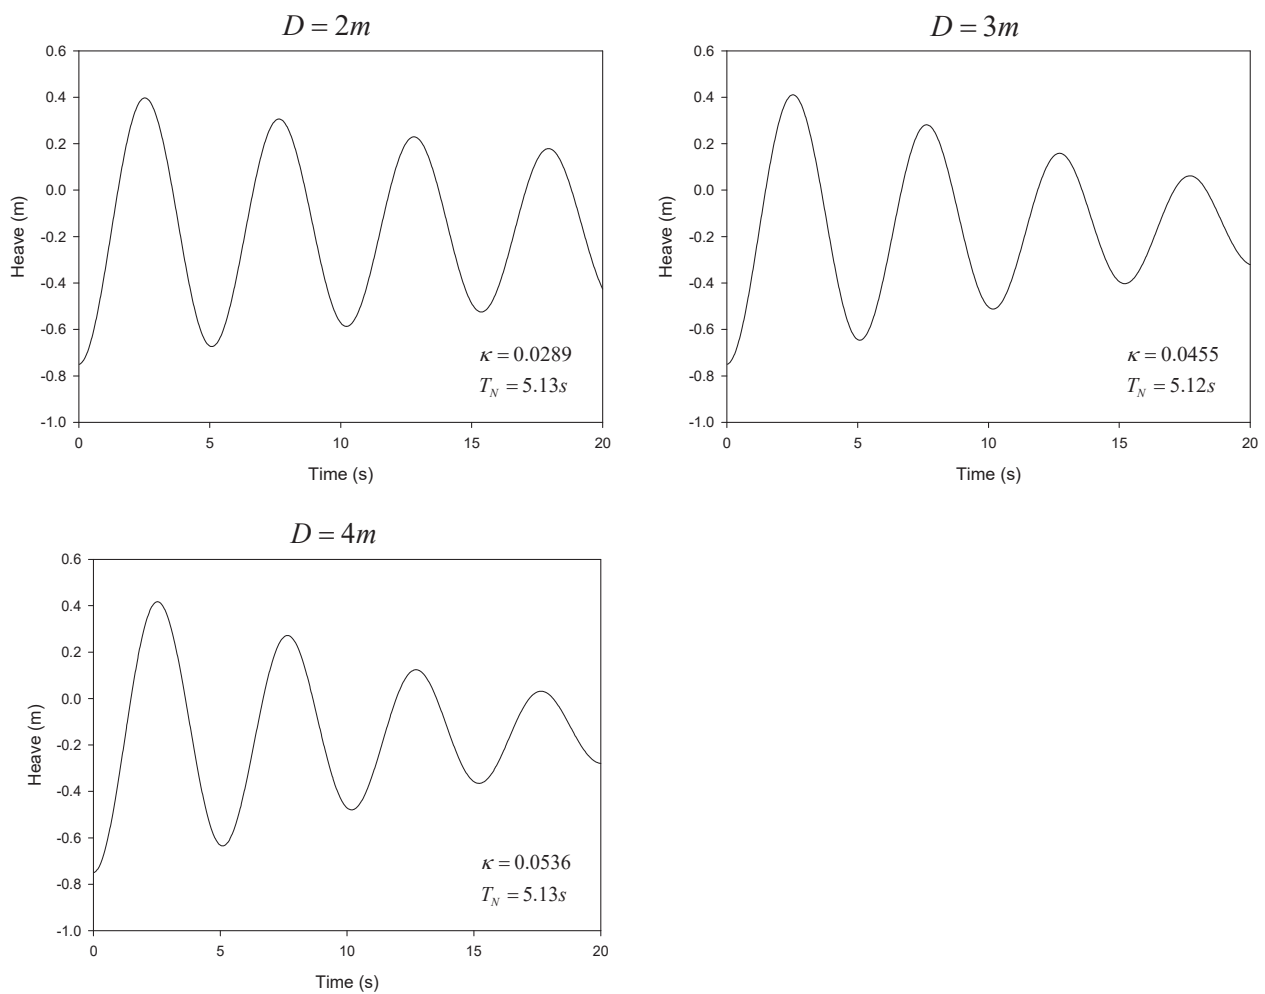 D = 2m
0.6
0.4
0.2
0.0
-0.2
-0.4
-0.6
-0.8
-1.0
Heave (m)
κ = 0.0289
T_N = 5.13s
0 5 10 15 20
Time (s)
D = 3m
0.6
0.4
0.2
0.0
-0.2
-0.4
-0.6
-0.8
-1.0
Heave (m)
κ = 0.0455
T_N = 5.12s
0 5 10 15 20
Time (s)
D = 4m
0.6
0.4
0.2
0.0
-0.2
-0.4
-0.6
-0.8
-1.0
Heave (m)
κ = 0.0536
T_N = 5.13s
0 5 10 15 20
Time (s)